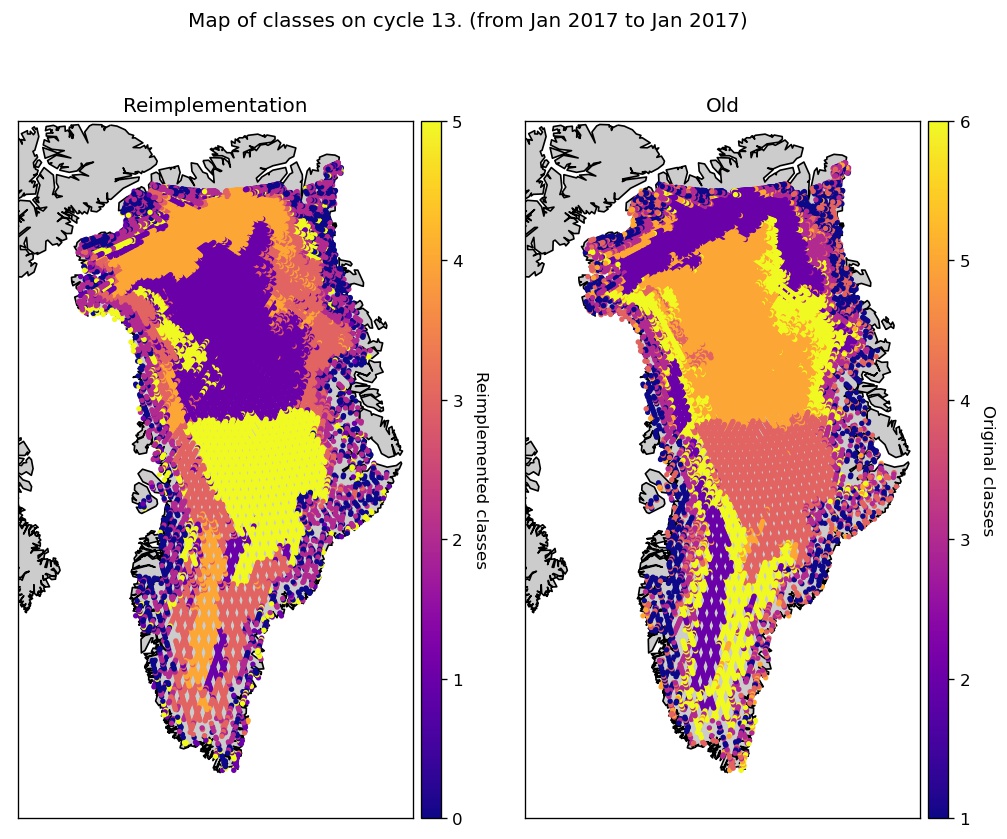 Map of classes on cycle 13. (from Jan 2017 to Jan 2017)
Reimplementation
Old
5
4
3
2
1
0
Reimplemented classes
6
5
4
3
2
1
Original classes